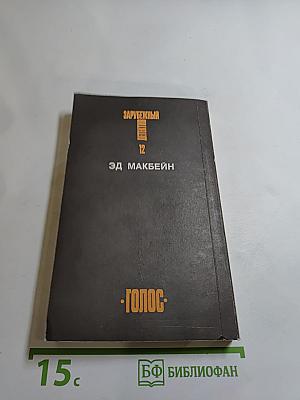 ЗАРУБЕЖНЫЙ
12
ЭД МАКБЕЙН
·ГОЛОС·
15с
БФ БИБЛИОФАН